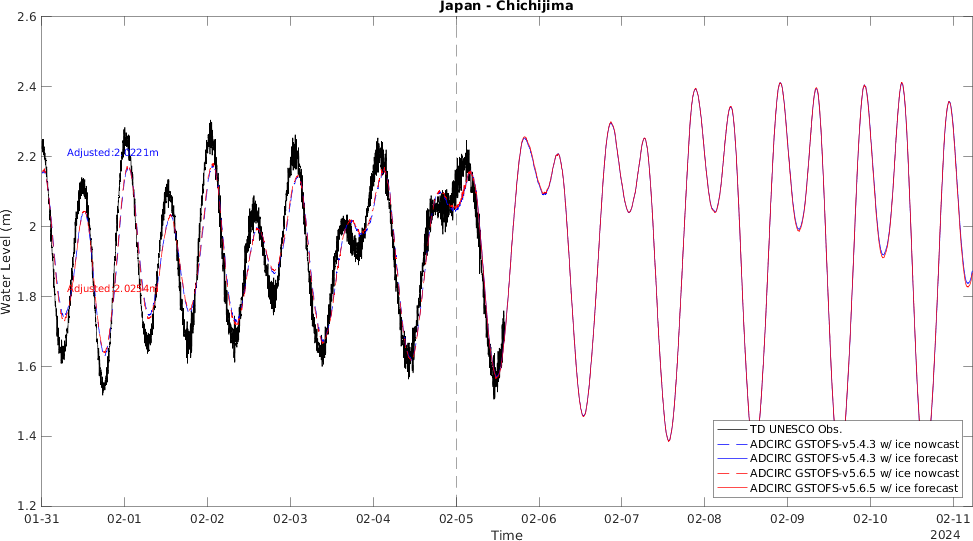 Japan - Chichijima
2.6
2.4
2.2
2
1.8
1.6
1.4
1.2
Water Level (m)
Adjusted:
Adjusted:2.0254m
TD UNESCO Obs.
ADCIRC GSTOFS-v5.4.3 w/ ice nowcast
ADCIRC GSTOFS-v5.4.3 w/ ice forecast
ADCIRC GSTOFS-v5.6.5 w/ ice nowcast
ADCIRC GSTOFS-v5.6.5 w/ ice forecast
01-31 02-01 02-02 02-03 02-04 02-05 02-06 02-07 02-08 02-09 02-10 02-11
Time
2024